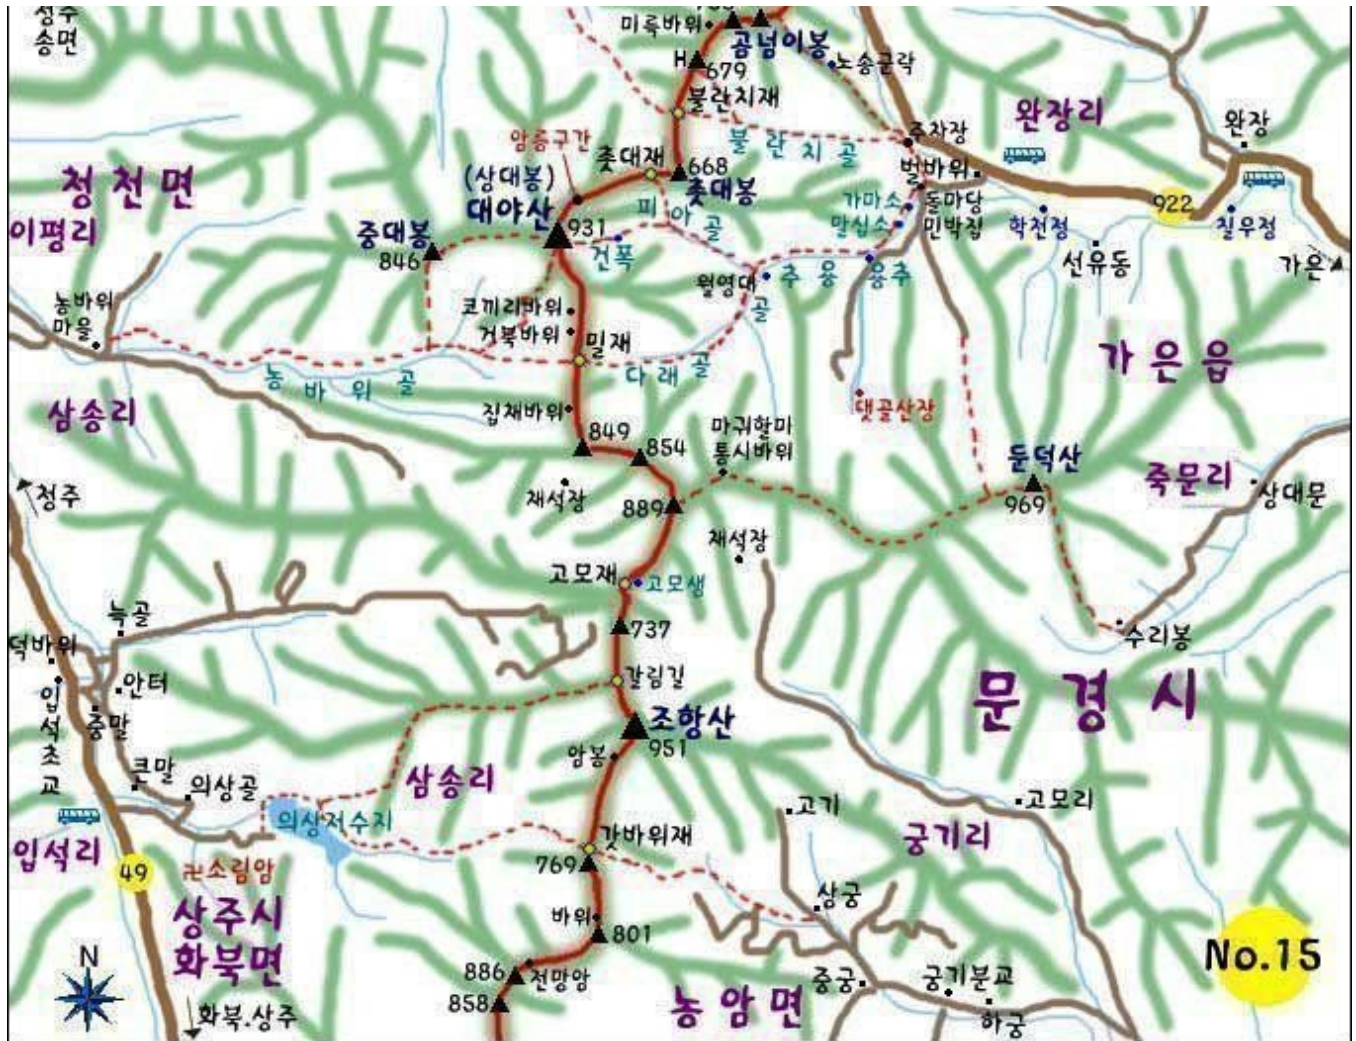 송면
미륵바위
곰넘이봉
H
679
노송군락
불란치재
완장리
완장
주차장
불란치골
암릉구간
촛대재
668
촛대봉
벌바위
청천면
(상대봉)
대야산
931
피아골
가마소
말십소
돌마당
민박집
학천정
922
칠우정
이평리
중대봉
846
건폭
선유동
가은
월영대
용추
용추골
농바위
마을
코끼리바위
거북바위
밀재
다래골
가은읍
농바위골
삼송리
집채바위
댓골산장
849
854
마귀할미
통시바위
둔덕산
969
죽문리
상대문
청주
채석장
889
채석장
고모재
고모샘
늑골
737
수리봉
덕바위
갈림길
안터
입석초교
중말
문경시
조항산
951
암봉
큰말
의상골
삼송리
고모리
고기
의상저수지
갓바위재
궁기리
입석리
49
卍소림암
769
상궁
상주시
화북면
바위
801
No.15
N
886
전망암
중궁
궁기분교
858
농암면
하궁
화북.상주